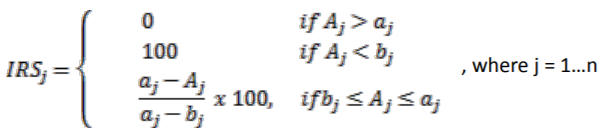 0 if A_j > a_j
100 if A_j < b_j
IRS_j = { , where j = 1...n
(a_j − A_j)/(a_j − b_j) x 100, ifb_j ≤ A_j ≤ a_j